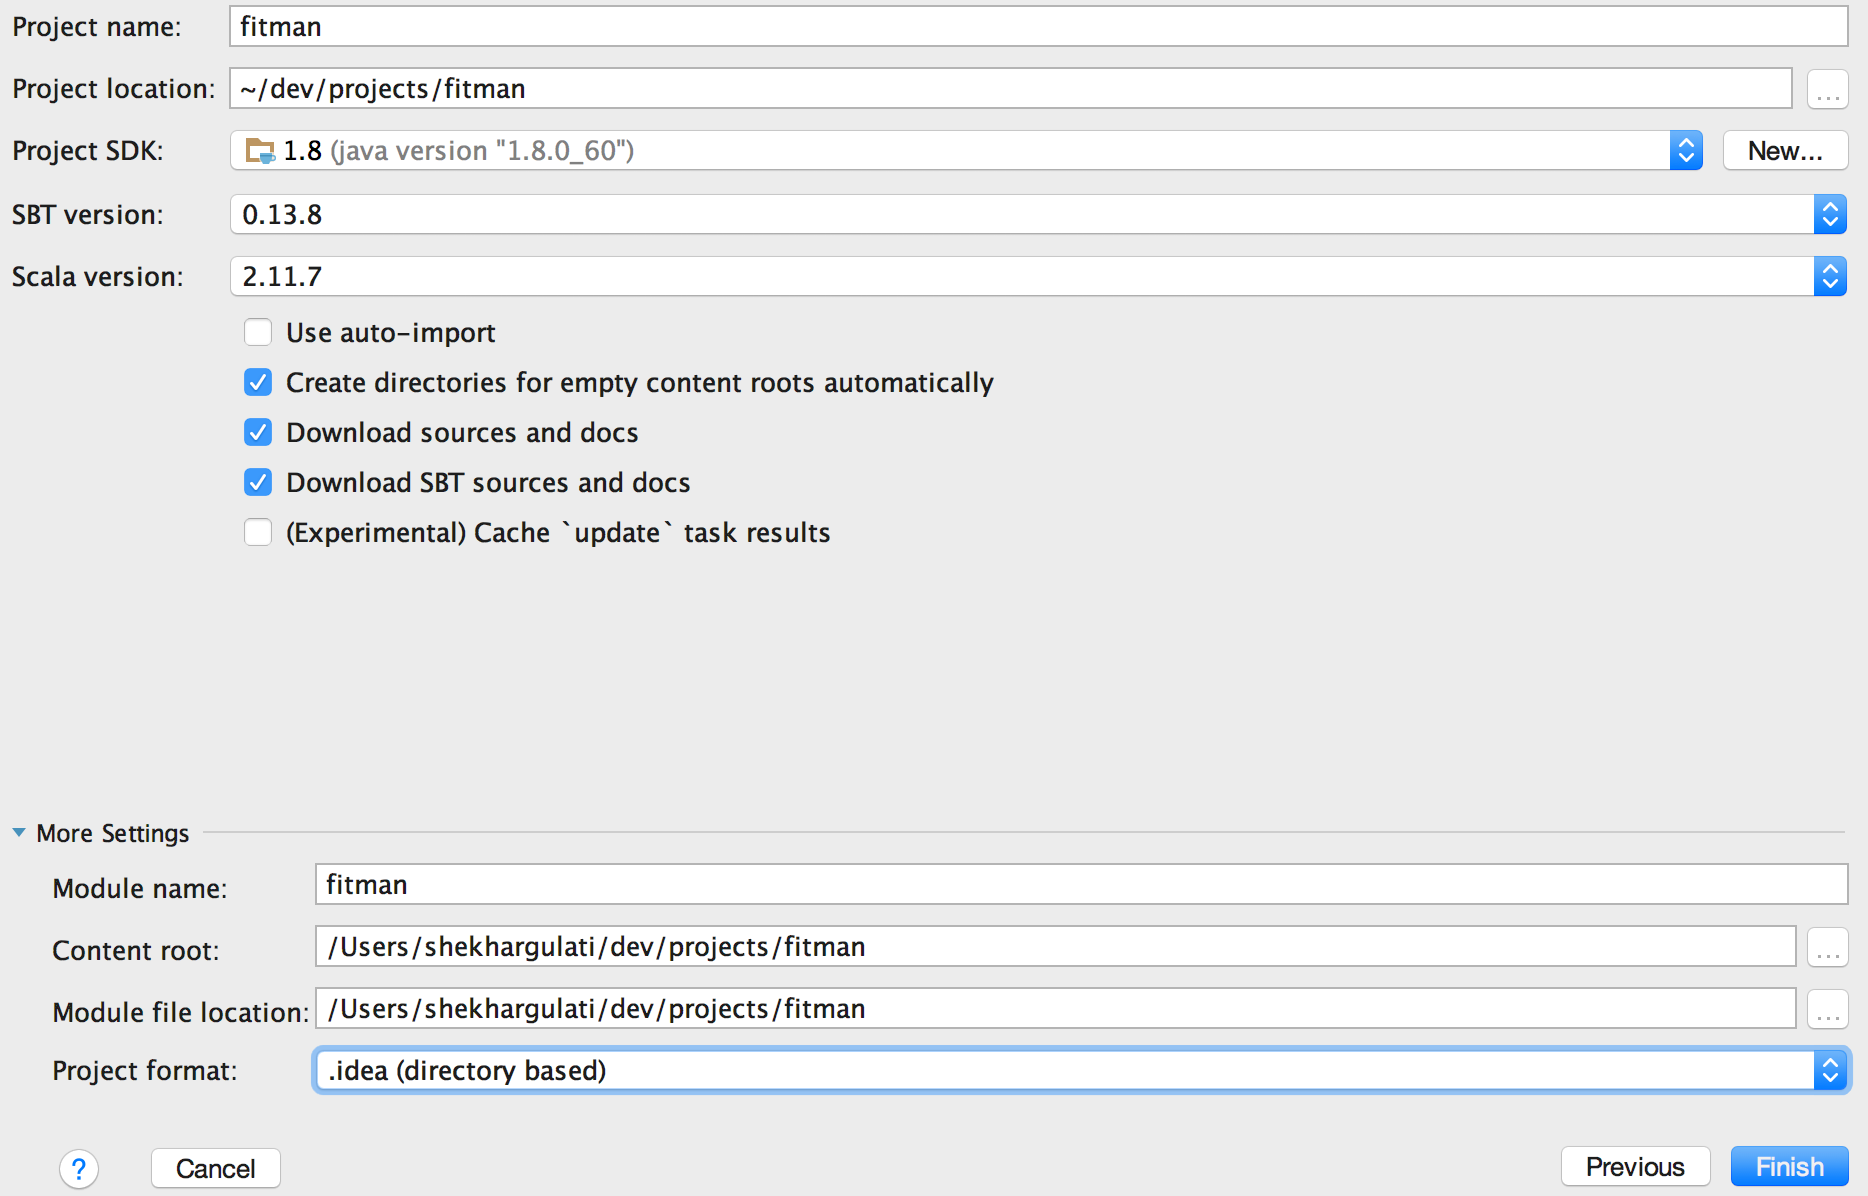 Project name: fitman
Project location: ~/dev/projects/fitman ...
Project SDK: 1.8 (java version "1.8.0_60") New...
SBT version: 0.13.8
Scala version: 2.11.7
Use auto-import
Create directories for empty content roots automatically
Download sources and docs
Download SBT sources and docs
(Experimental) Cache `update` task results
More Settings
Module name: fitman
Content root: /Users/shekhargulati/dev/projects/fitman ...
Module file location: /Users/shekhargulati/dev/projects/fitman ...
Project format: .idea (directory based)
? Cancel Previous Finish